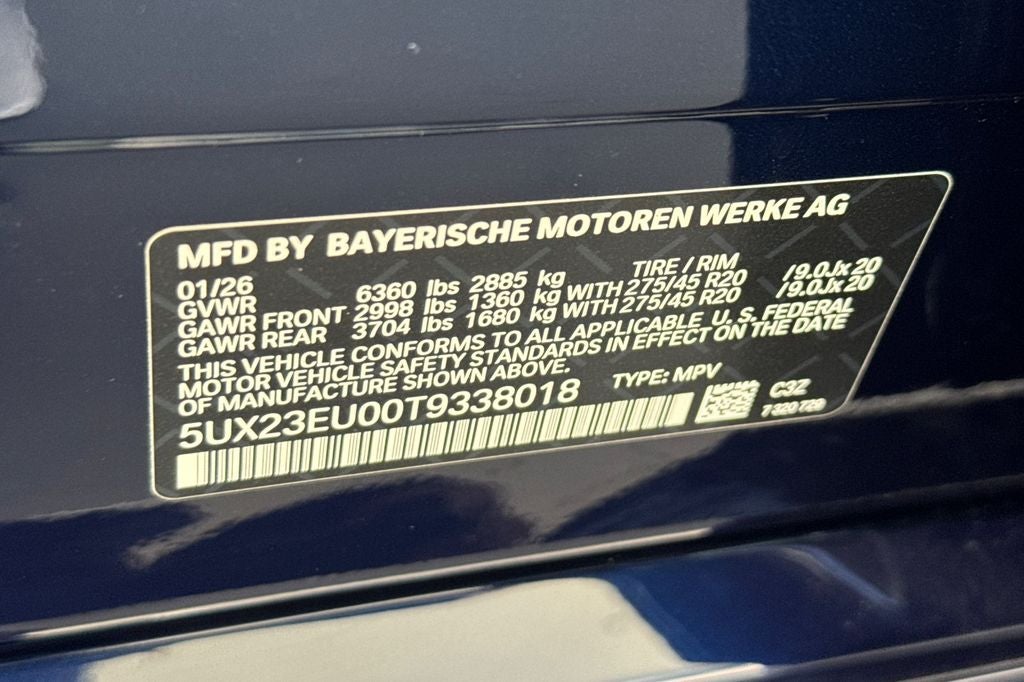 MFD BY BAYERISCHE MOTOREN WERKE AG
01/26 TIRE / RIM
GVWR 6360 lbs 2885 kg
GAWR FRONT 2998 lbs 1360 kg WITH 275/45 R20 /9.0Jx20
GAWR REAR 3704 lbs 1680 kg WITH 275/45 R20 /9.0Jx20
THIS VEHICLE CONFORMS TO ALL APPLICABLE U. S. FEDERAL
MOTOR VEHICLE SAFETY STANDARDS IN EFFECT ON THE DATE
OF MANUFACTURE SHOWN ABOVE.
5UX23EU00T9338018 TYPE: MPV
C3Z
7 320 729